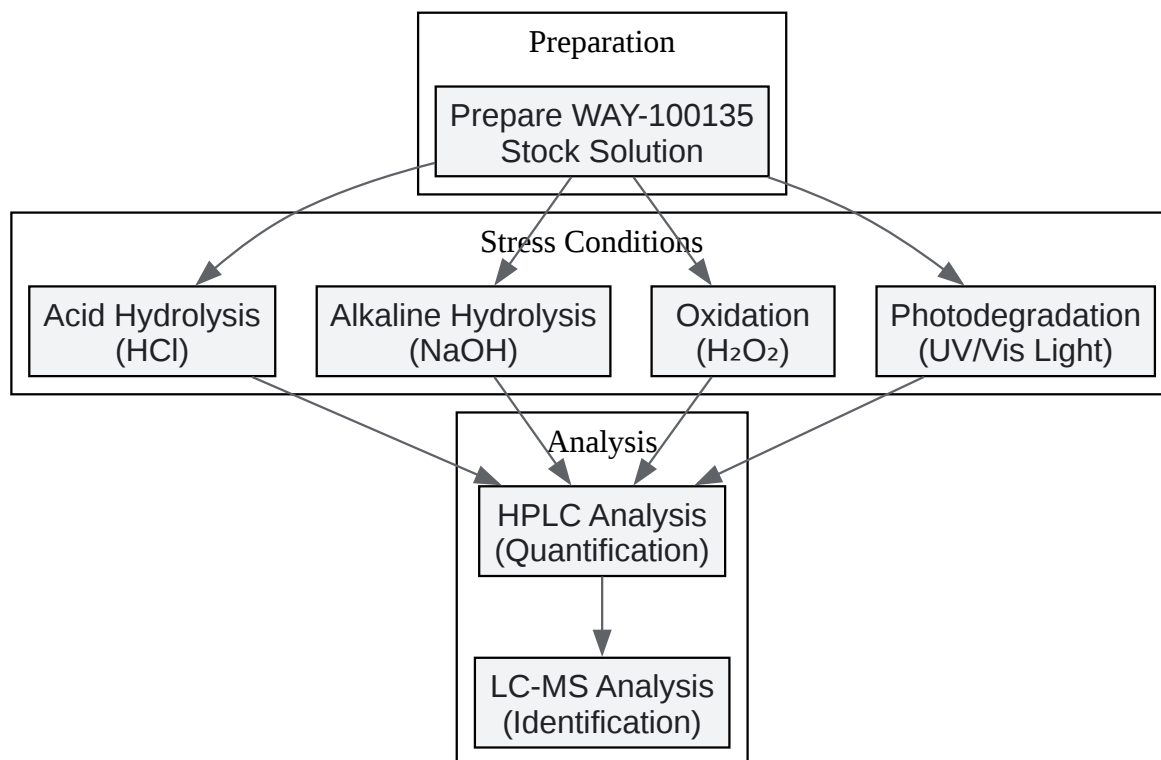 Preparation
Prepare WAY-100135
Stock Solution
Stress Conditions
Acid Hydrolysis
(HCl)
Alkaline Hydrolysis
(NaOH)
Oxidation
(H₂O₂)
Photodegradation
(UV/Vis Light)
Analysis
HPLC Analysis
(Quantification)
LC-MS Analysis
(Identification)